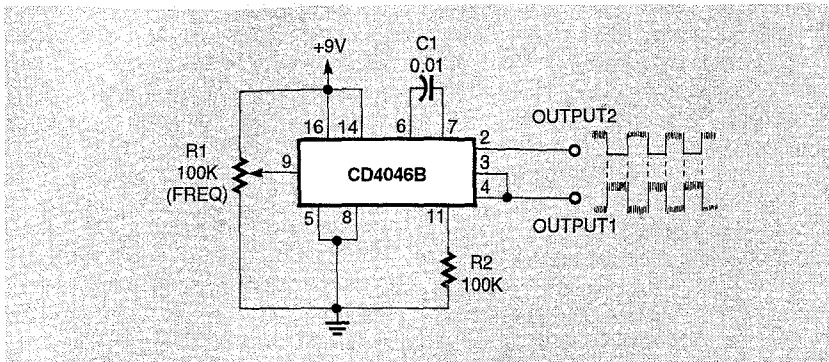 +9V
C1
0.01
16
14
6
7
2
OUTPUT2
R1
100K
(FREQ)
9
CD4046B
3
4
5
8
11
OUTPUT1
R2
100K